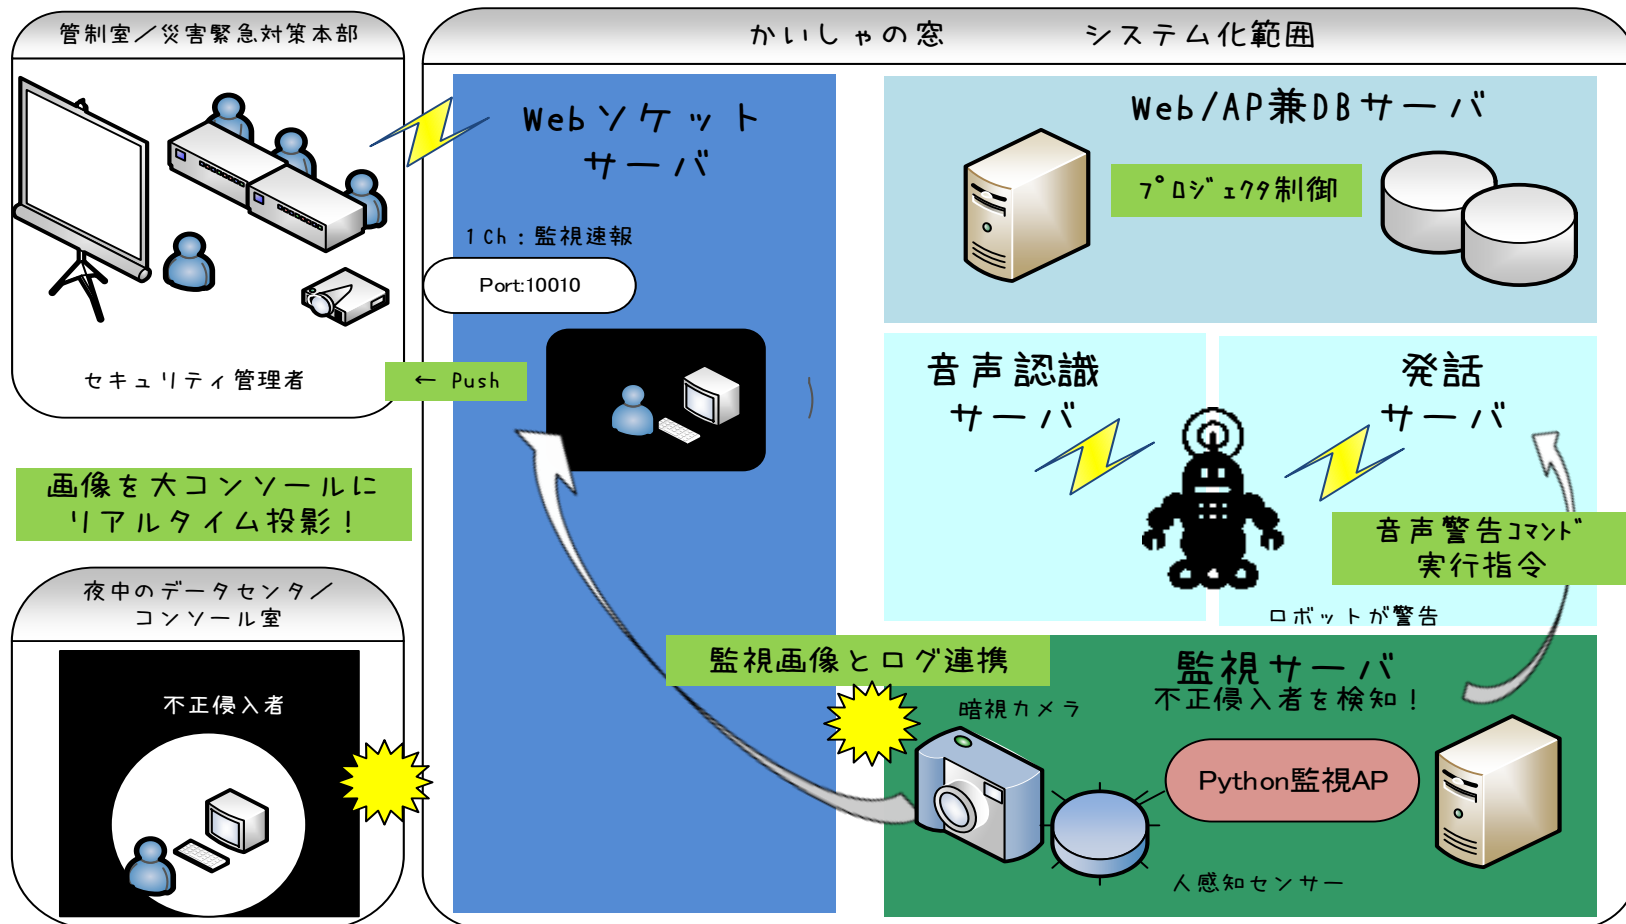 管制室／災害緊急対策本部
セキュリティ管理者
画像を大コンソールに
リアルタイム投影！
夜中のデータセンタ／
コンソール室
不正侵入者
かいしゃの窓　システム化範囲
Webソケット
サーバ
1Ch：監視速報
Port:10010
← Push
Web/AP兼DBサーバ
ﾌﾟﾛｼﾞｪｸﾀ制御
音声認識
サーバ
発話
サーバ
音声警告ｺﾏﾝﾄﾞ
実行指令
ロボットが警告
監視画像とログ連携
監視サーバ
不正侵入者を検知！
暗視カメラ
Python監視AP
人感知センサー